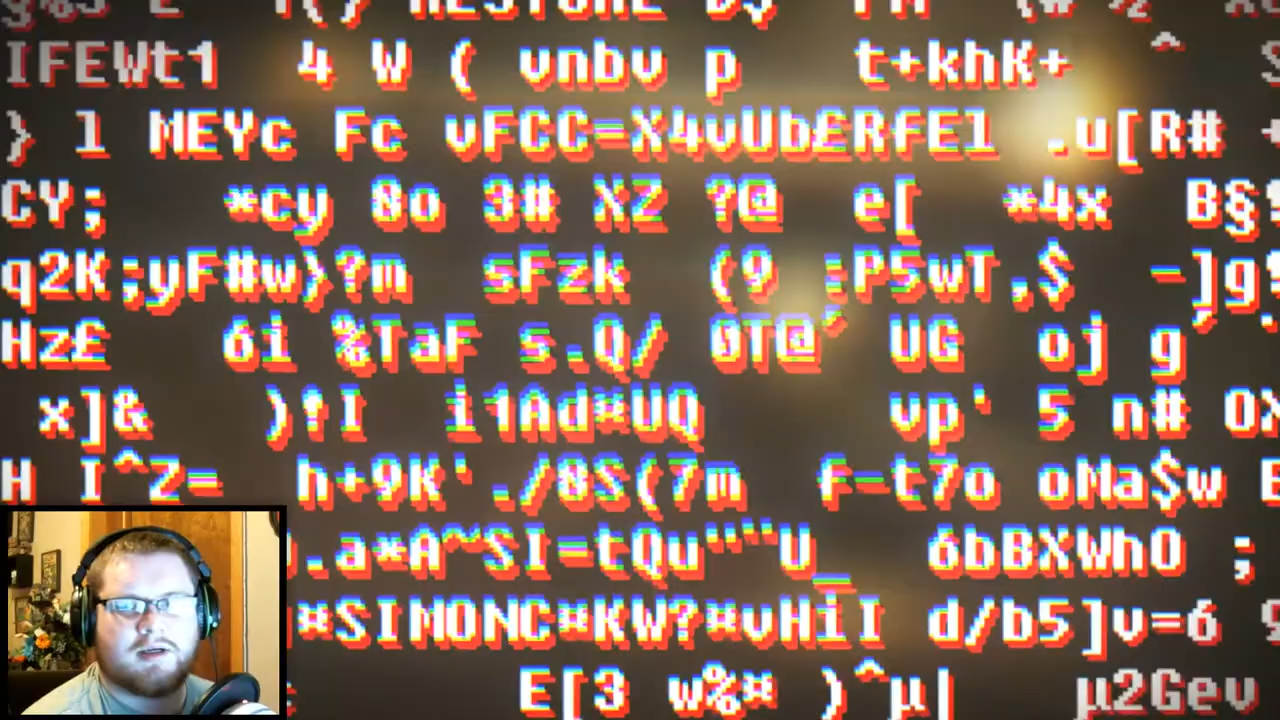 RESTORE
IFEWt1 4 W ( vnbv p t+khK+ ^
} l MEYc Fc vFCC=X4vUb£RfEl .u[R#
CY; *cy 8o 3# XZ ?@ e[ *4x B§
q2K;yF#w)?m sFzk (9 :P5wT,$ -]g
Hz£ 6i %TaF s.Q/ 0T@' UG oj g
x]& )!I i1Ad¤UQ vp' 5 n# OX
H I^Z= h+9K'./8S(7m f-t7o oMa$w
.a*A~SI=tQu""U_ 6bBXWhO ;
¤SIMONC¤KW?¤vHiI d/b5]v=6
E[3 w%¤ )^µ| µ2Gev